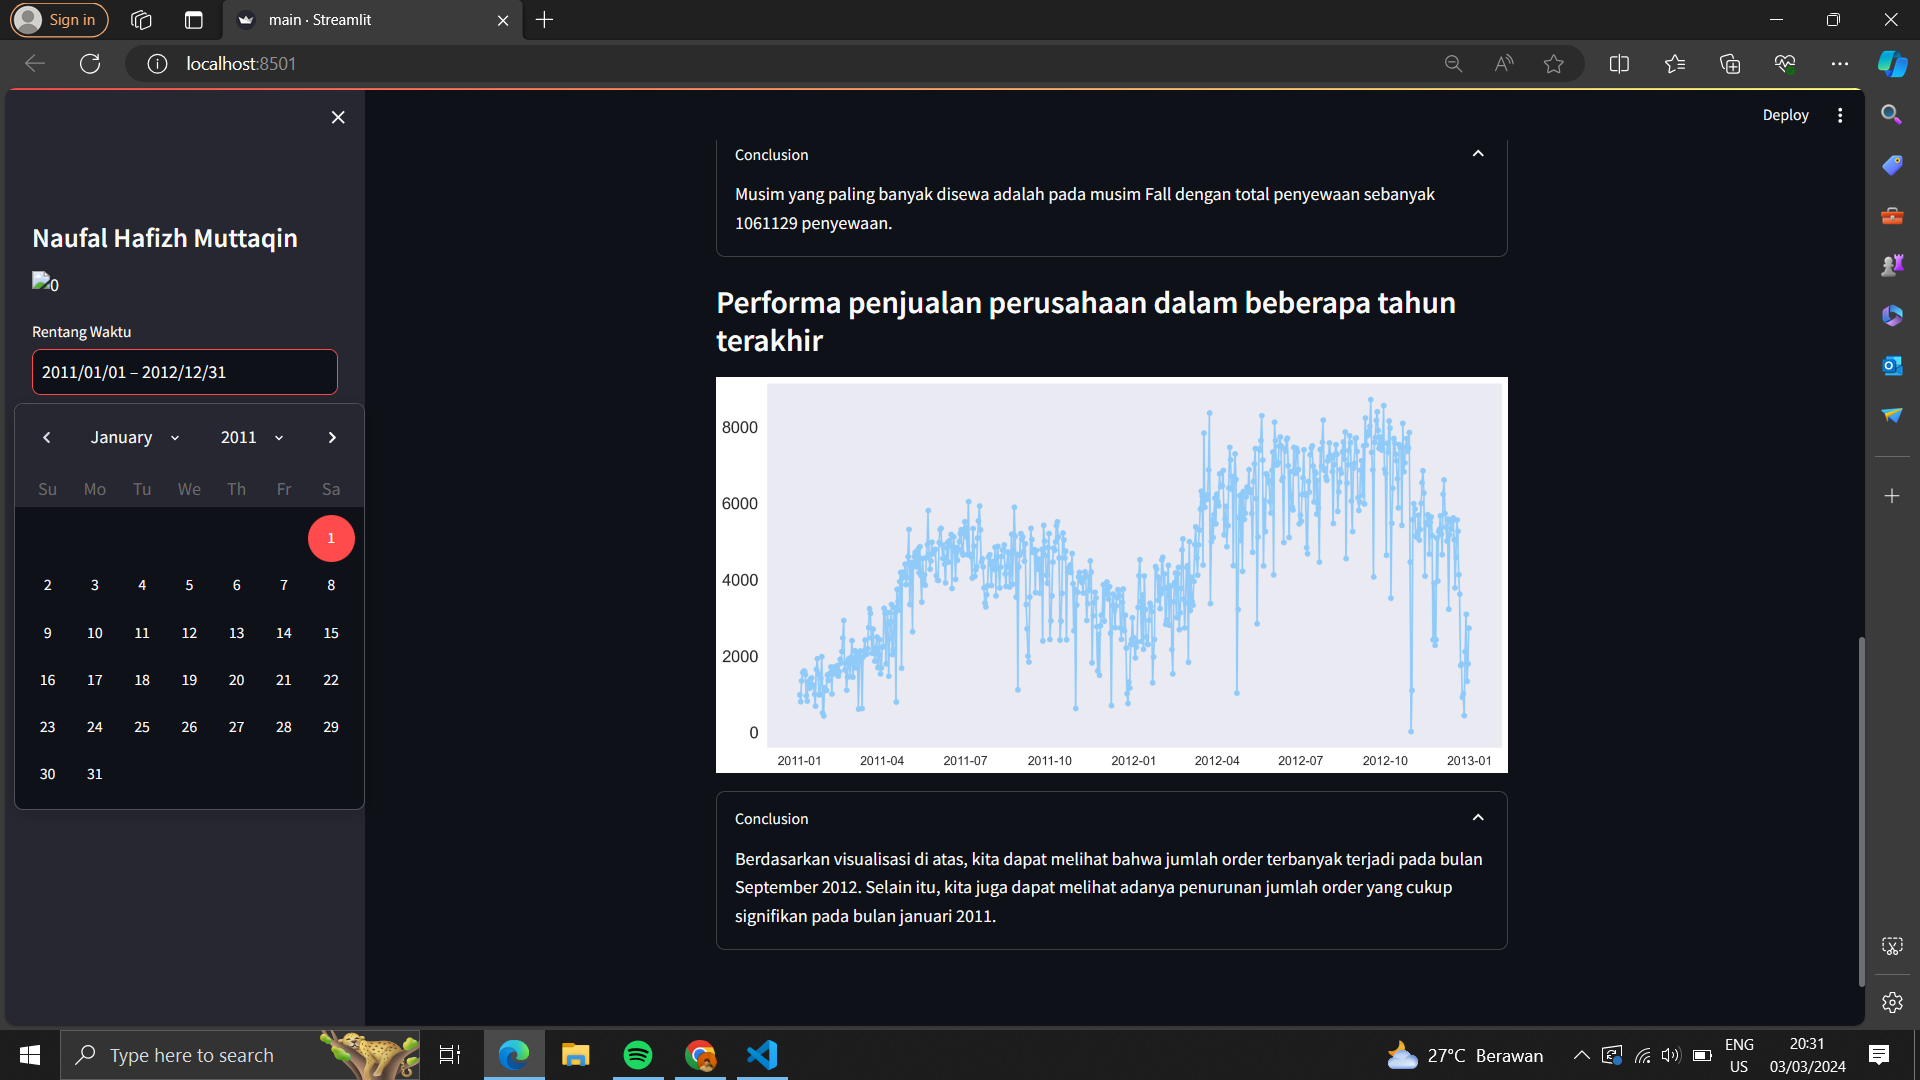 Sign in
main · Streamlit
localhost:8501
Deploy
Naufal Hafizh Muttaqin
0
Rentang Waktu
2011/01/01 – 2012/12/31
January 2011
Su Mo Tu We Th Fr Sa
1
2 3 4 5 6 7 8
9 10 11 12 13 14 15
16 17 18 19 20 21 22
23 24 25 26 27 28 29
30 31
Conclusion
Musim yang paling banyak disewa adalah pada musim Fall dengan total penyewaan sebanyak
1061129 penyewaan.
Performa penjualan perusahaan dalam beberapa tahun
terakhir
8000
6000
4000
2000
0
2011-01 2011-04 2011-07 2011-10 2012-01 2012-04 2012-07 2012-10 2013-01
Conclusion
Berdasarkan visualisasi di atas, kita dapat melihat bahwa jumlah order terbanyak terjadi pada bulan
September 2012. Selain itu, kita juga dapat melihat adanya penurunan jumlah order yang cukup
signifikan pada bulan januari 2011.
Type here to search
27°C Berawan
ENG
US
20:31
03/03/2024